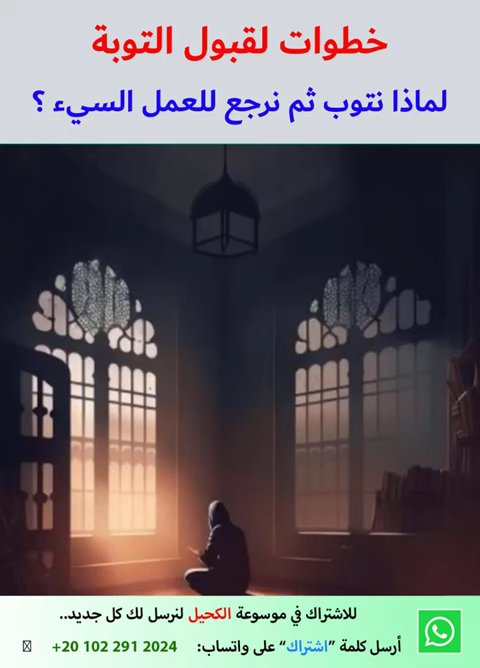 خطوات لقبول التوبة
لماذا نتوب ثم نرجع للعمل السيء ؟
للاشتراك في موسوعة الكحيل لنرسل لك كل جديد..
أرسل كلمة "اشتراك" على واتساب: +20 102 291 2024